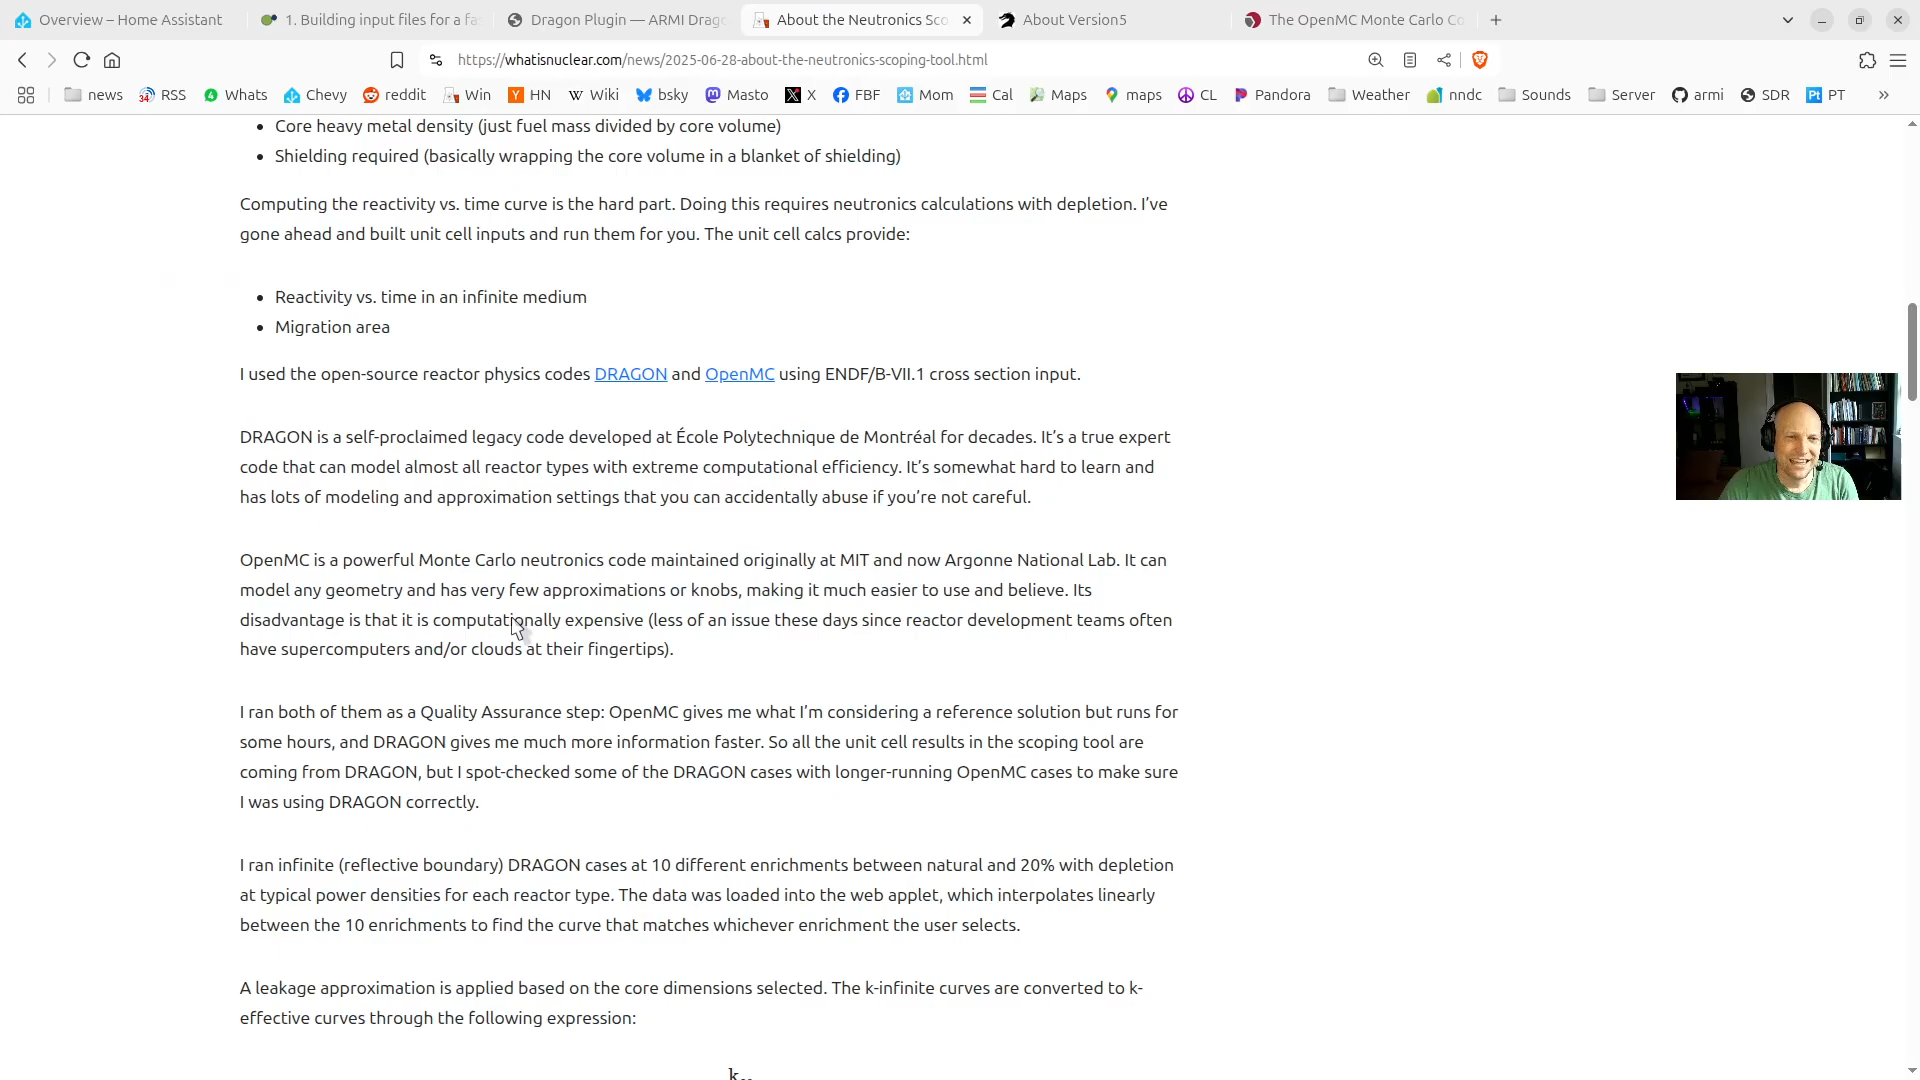 Overview – Home Assistant
1. Building input files for a fa
Dragon Plugin — ARMI Drag
About the Neutronics Sco
About Version5
The OpenMC Monte Carlo Co
https://whatisnuclear.com/news/2025-06-28-about-the-neutronics-scoping-tool.html
news
34
RSS
4
Whats
Chevy
reddit
Win
Y
HN
W
Wiki
bsky
Masto
X
FBF
Mom
Cal
Maps
maps
CL
Pandora
Weather
nndc
Sounds
Server
armi
SDR
Pt
PT
»
• Core heavy metal density (just fuel mass divided by core volume)
• Shielding required (basically wrapping the core volume in a blanket of shielding)
Computing the reactivity vs. time curve is the hard part. Doing this requires neutronics calculations with depletion. I’ve
gone ahead and built unit cell inputs and run them for you. The unit cell calcs provide:
• Reactivity vs. time in an infinite medium
• Migration area
I used the open-source reactor physics codes DRAGON and OpenMC using ENDF/B-VII.1 cross section input.
DRAGON is a self-proclaimed legacy code developed at École Polytechnique de Montréal for decades. It’s a true expert
code that can model almost all reactor types with extreme computational efficiency. It’s somewhat hard to learn and
has lots of modeling and approximation settings that you can accidentally abuse if you’re not careful.
OpenMC is a powerful Monte Carlo neutronics code maintained originally at MIT and now Argonne National Lab. It can
model any geometry and has very few approximations or knobs, making it much easier to use and believe. Its
disadvantage is that it is computationally expensive (less of an issue these days since reactor development teams often
have supercomputers and/or clouds at their fingertips).
I ran both of them as a Quality Assurance step: OpenMC gives me what I’m considering a reference solution but runs for
some hours, and DRAGON gives me much more information faster. So all the unit cell results in the scoping tool are
coming from DRAGON, but I spot-checked some of the DRAGON cases with longer-running OpenMC cases to make sure
I was using DRAGON correctly.
I ran infinite (reflective boundary) DRAGON cases at 10 different enrichments between natural and 20% with depletion
at typical power densities for each reactor type. The data was loaded into the web applet, which interpolates linearly
between the 10 enrichments to find the curve that matches whichever enrichment the user selects.
A leakage approximation is applied based on the core dimensions selected. The k-infinite curves are converted to k-
effective curves through the following expression: